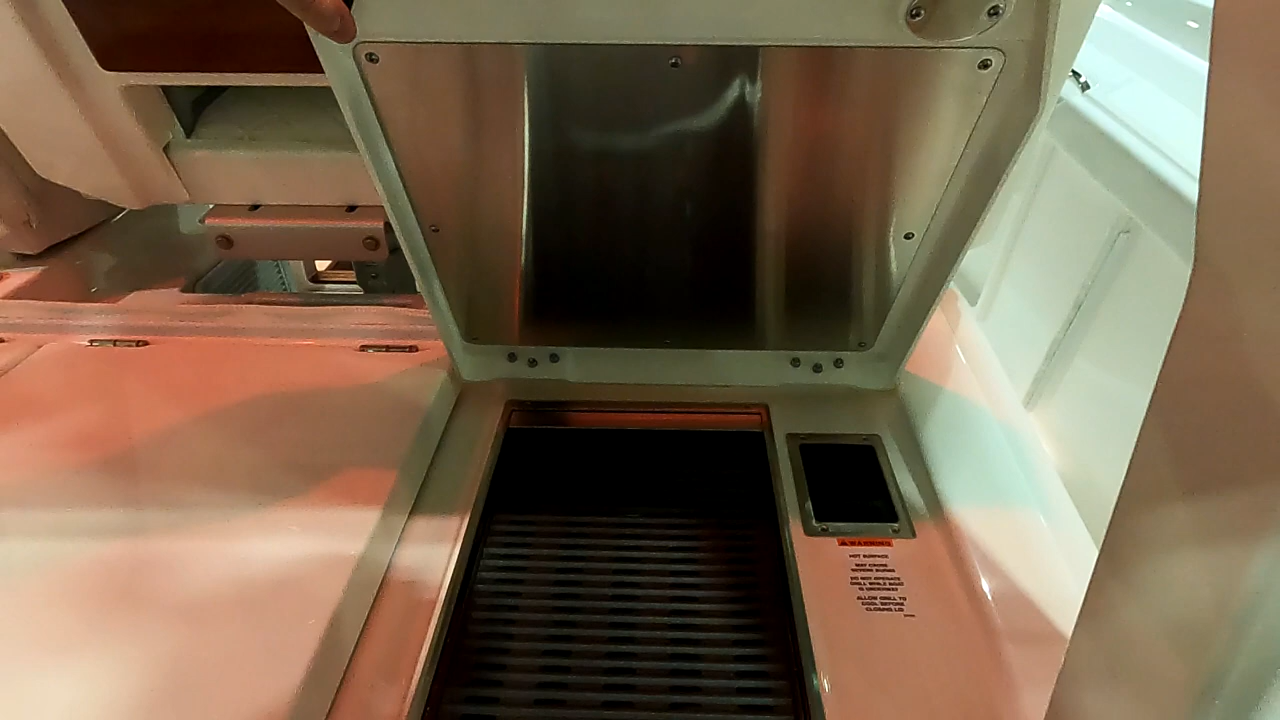 ⚠WARNING
HOT SURFACE
MAY CAUSE
SEVERE BURNS
DO NOT OPERATE
GRILL WHILE BOAT
IS UNDERWAY
ALLOW GRILL TO
COOL BEFORE
CLOSING LID